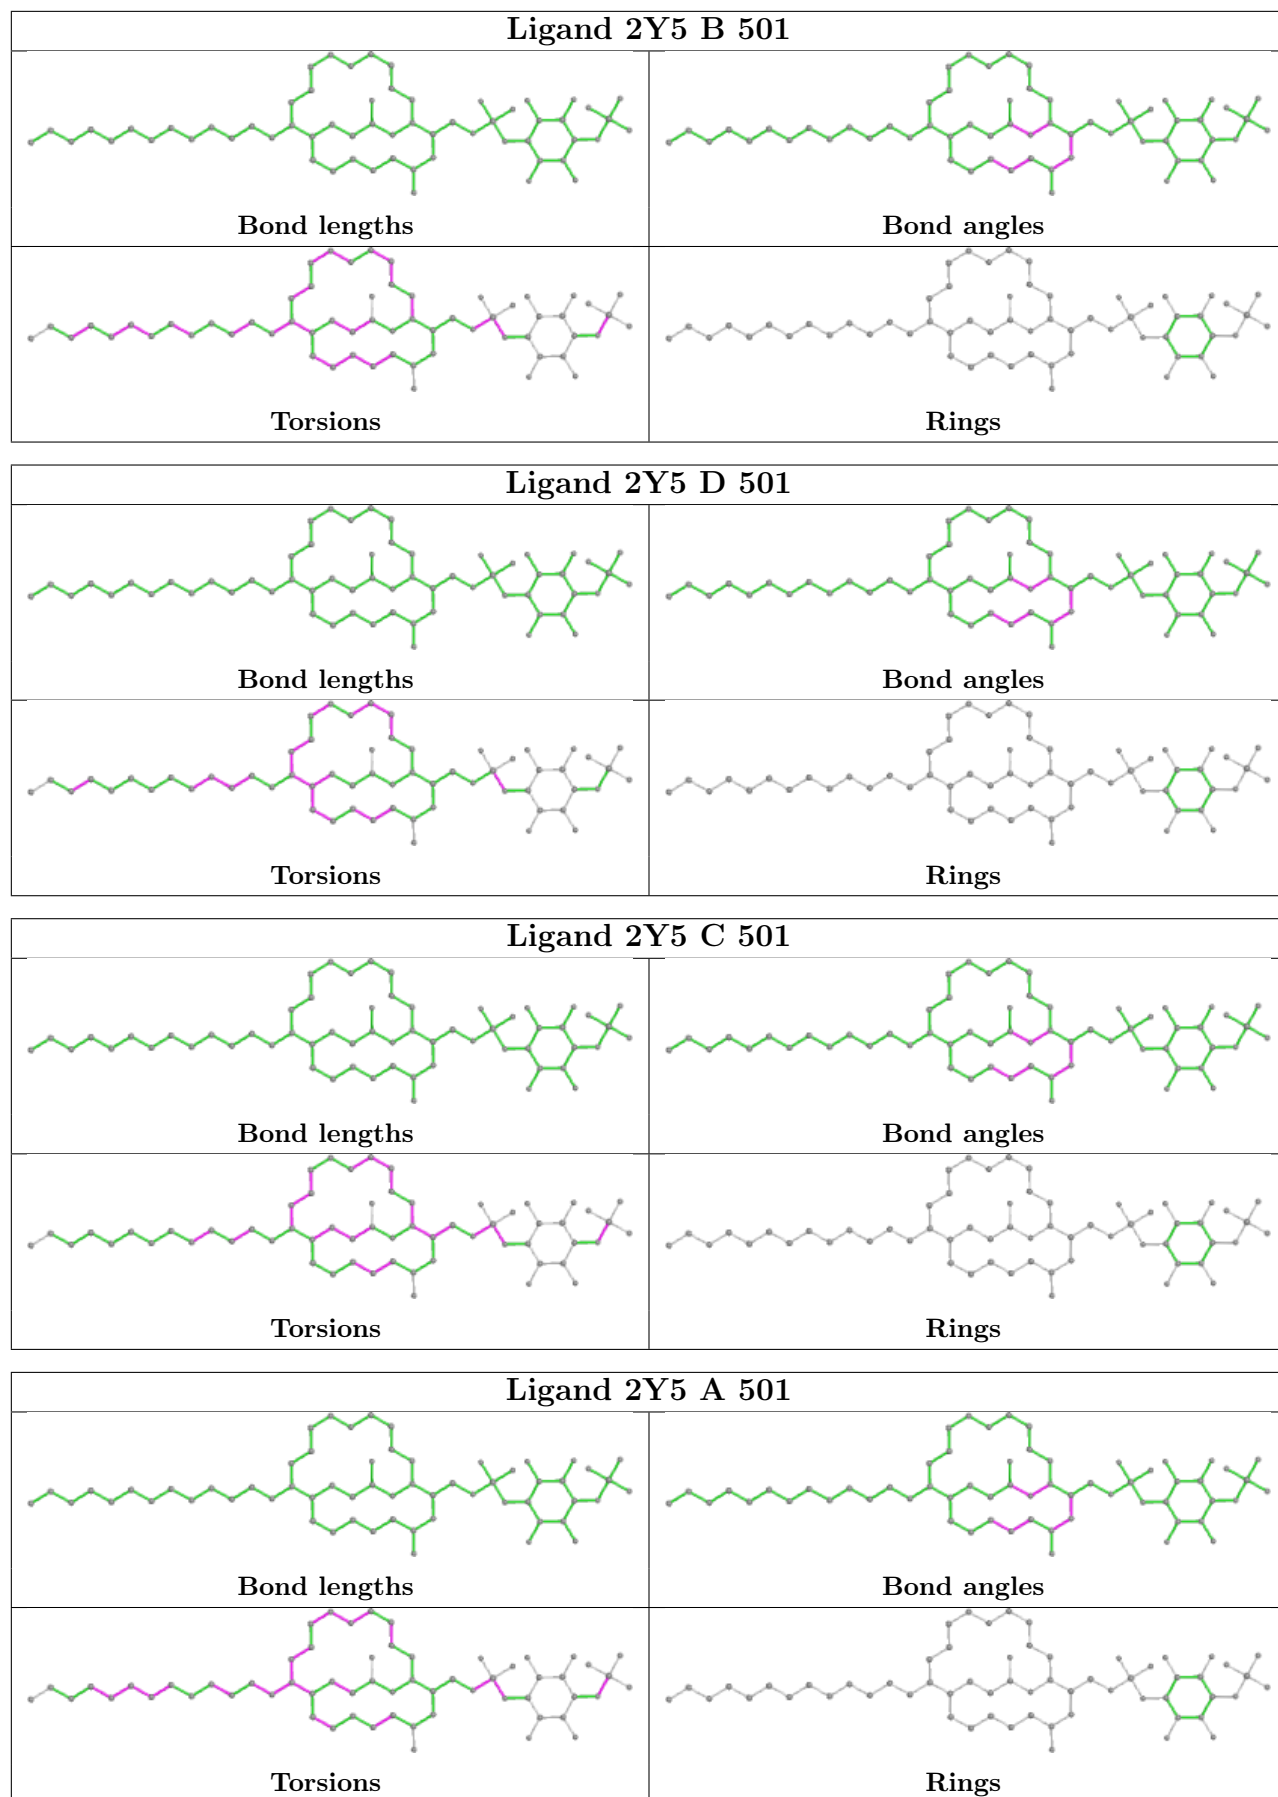 Ligand 2Y5 B 501
Bond lengths
Bond angles
Torsions
Rings
Ligand 2Y5 D 501
Bond lengths
Bond angles
Torsions
Rings
Ligand 2Y5 C 501
Bond lengths
Bond angles
Torsions
Rings
Ligand 2Y5 A 501
Bond lengths
Bond angles
Torsions
Rings